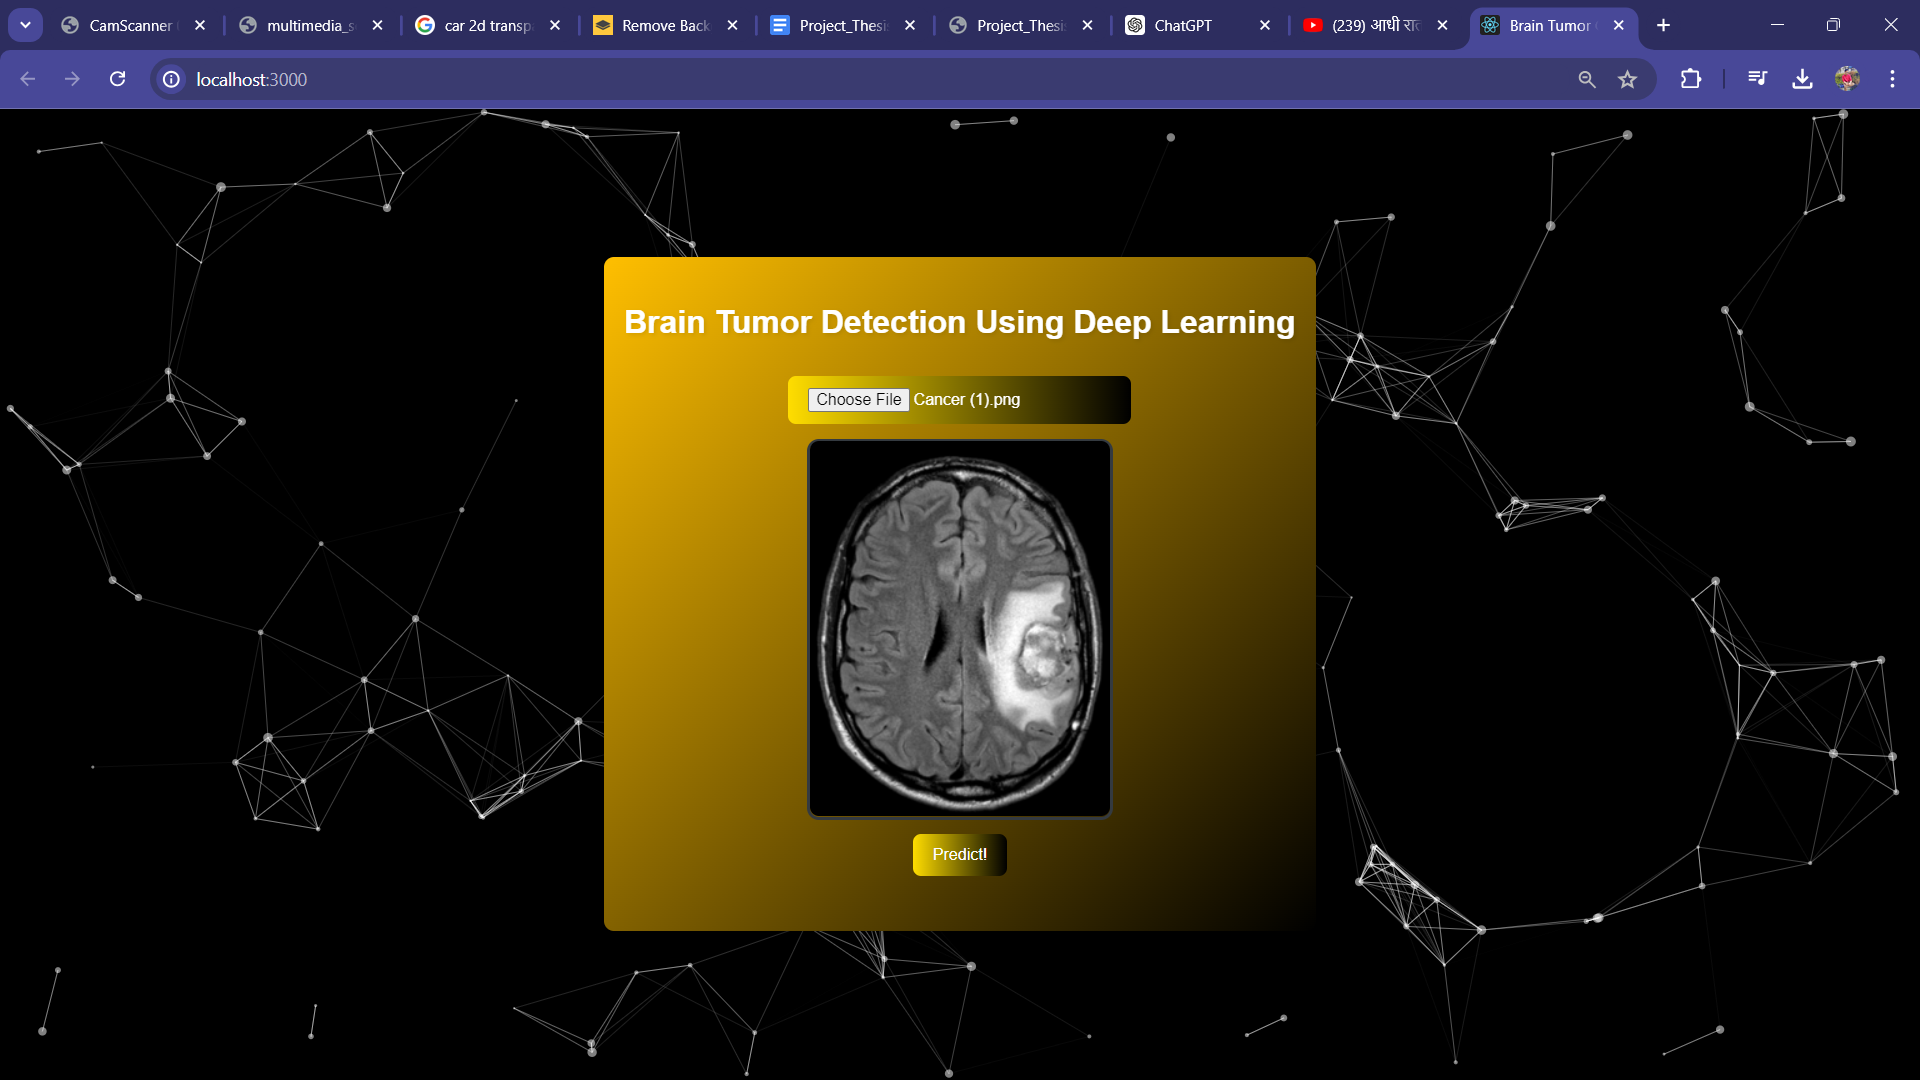 CamScanner
multimedia_s
car 2d transp
Remove Back
Project_Thesi
Project_Thesi
ChatGPT
(239) आधी रात
Brain Tumor
localhost:3000
Brain Tumor Detection Using Deep Learning
Choose File Cancer (1).png
Predict!